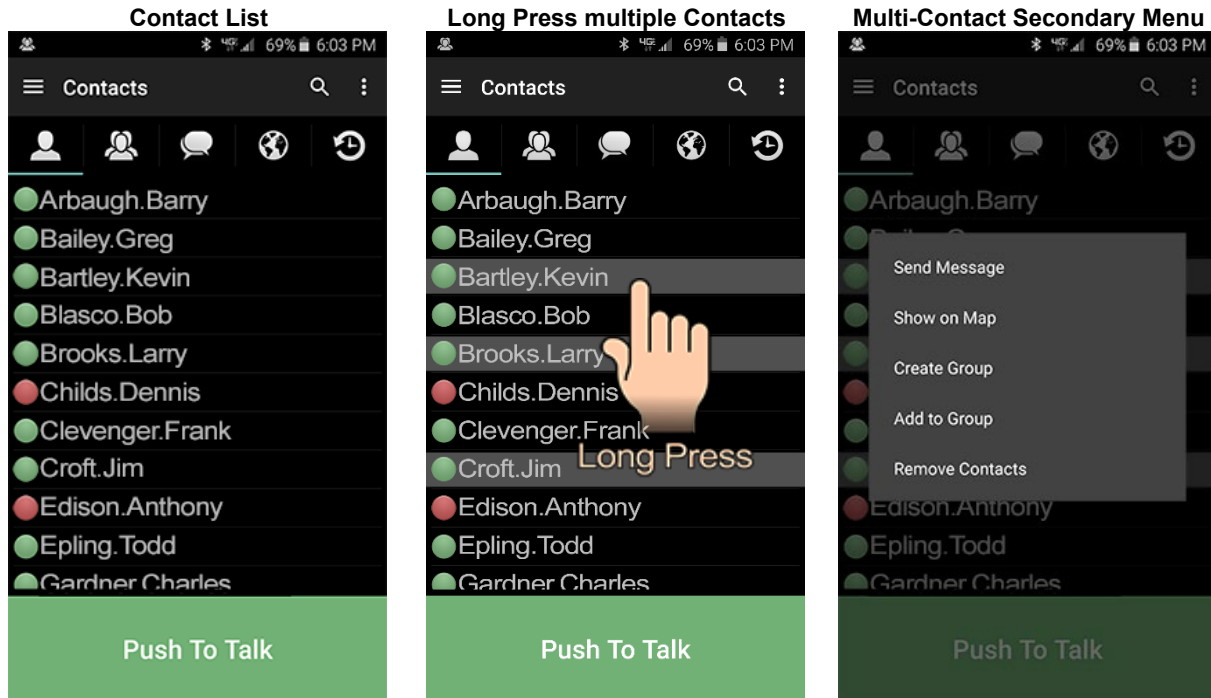 Contact List
69% 6:03 PM
Contacts
Arbaugh.Barry
Bailey.Greg
Bartley.Kevin
Blasco.Bob
Brooks.Larry
Childs.Dennis
Clevenger.Frank
Croft.Jim
Edison.Anthony
Epling.Todd
Gardner.Charles
Push To Talk
Long Press multiple Contacts
69% 6:03 PM
Contacts
Arbaugh.Barry
Bailey.Greg
Bartley.Kevin
Blasco.Bob
Brooks.Larry
Childs.Dennis
Clevenger.Frank
Long Press
Croft.Jim
Edison.Anthony
Epling.Todd
Gardner.Charles
Push To Talk
Multi-Contact Secondary Menu
69% 6:03 PM
Contacts
Arbaugh.Barry
Send Message
Show on Map
Create Group
Add to Group
Remove Contacts
Edison.Anthony
Epling.Todd
Gardner.Charles
Push To Talk